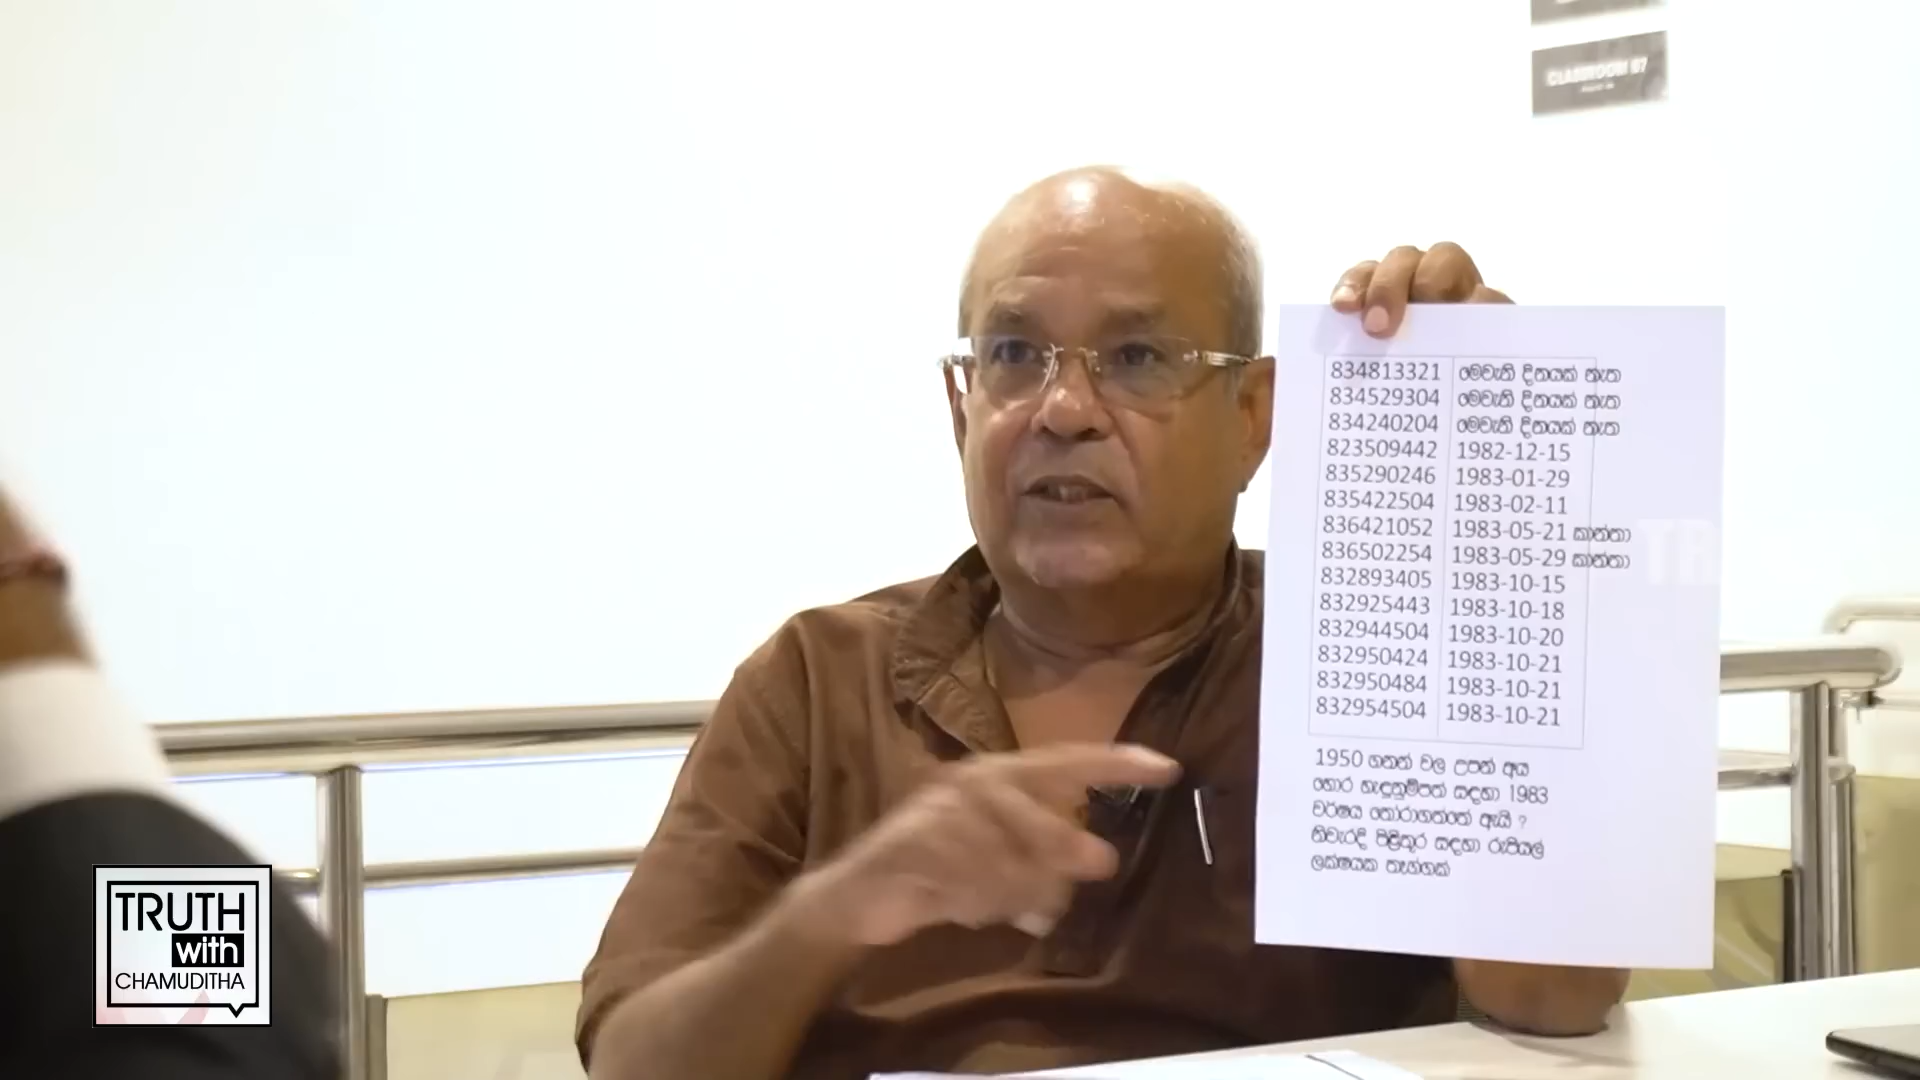 CLASSROOM 07
834813321 මෙවැනි දිනයක් නැත
834529304 මෙවැනි දිනයක් නැත
834240204 මෙවැනි දිනයක් නැත
823509442 1982-12-15
835290246 1983-01-29
835422504 1983-02-11
836421052 1983-05-21 කාන්තා
836502254 1983-05-29 කාන්තා
832893405 1983-10-15
832925443 1983-10-18
832944504 1983-10-20
832950424 1983-10-21
832950484 1983-10-21
832954504 1983-10-21
1950 ගනන් වල උපන් අය
හොර හැඳුනුම්පත් සඳහා 1983
වර්ෂය තෝරාගත්තේ ඇයි ?
නිවැරදි පිළිතුර සඳහා රුපියල්
ලක්ෂයක තෑග්ගක්
TR
TRUTH
with
CHAMUDITHA